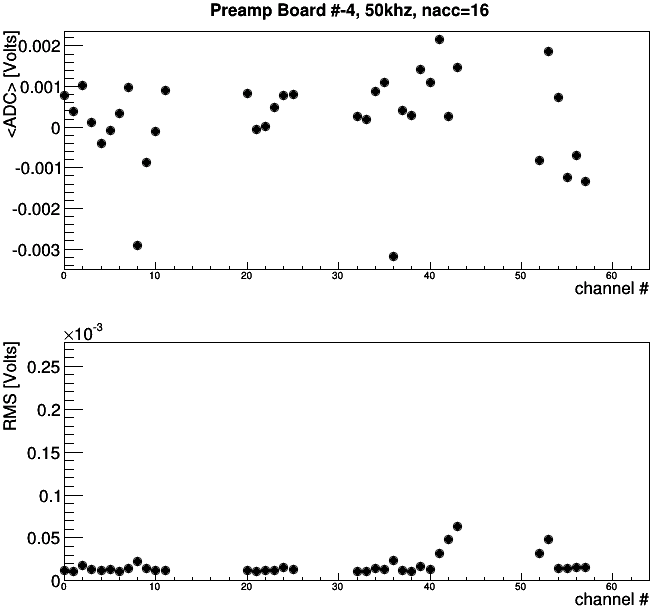 Preamp Board #-4, 50khz, nacc=16
<ADC> [Volts]
0.002
0.001
0
-0.001
-0.002
-0.003
0 10 20 30 40 50 60
channel #
×10-3
RMS [Volts]
0.25
0.2
0.15
0.1
0.05
0
0 10 20 30 40 50 60
channel #